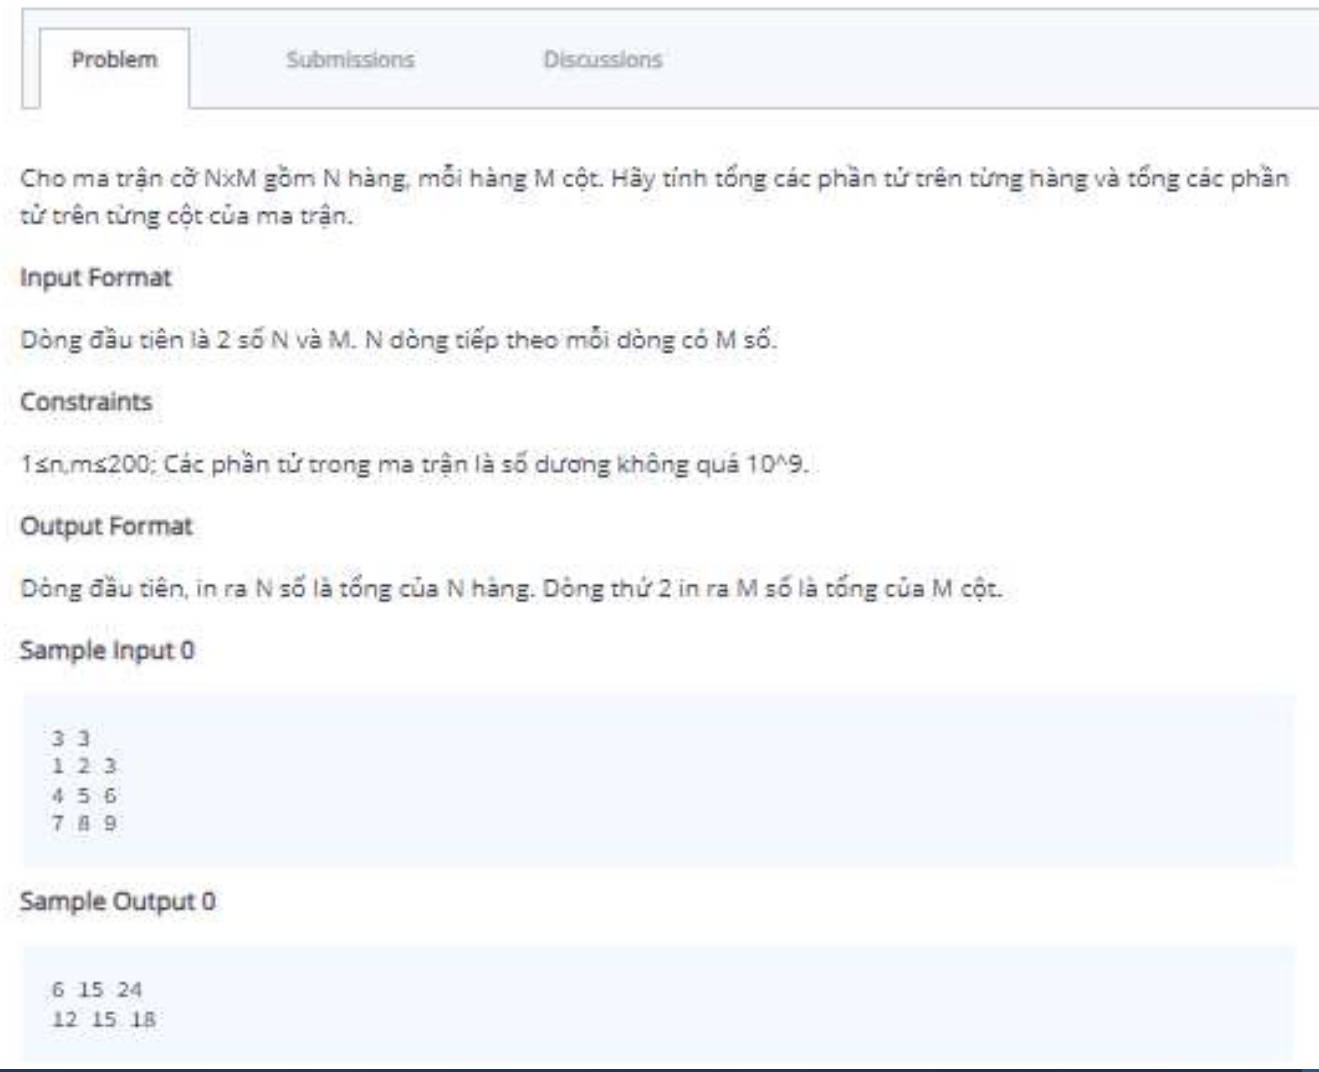 Problem Submissions Discussions
Cho ma trận cỡ NxM gồm N hàng, mỗi hàng M cột. Hãy tính tổng các phần tử trên từng hàng và tổng các phần
tử trên từng cột của ma trận.
Input Format
Dòng đầu tiên là 2 số N và M. N dòng tiếp theo mỗi dòng có M số.
Constraints
1≤n,m≤200; Các phần tử trong ma trận là số dương không quá 10^9.
Output Format
Dòng đầu tiên, in ra N số là tổng của N hàng. Dòng thứ 2 in ra M số là tổng của M cột.
Sample Input 0
3 3
1 2 3
4 5 6
7 8 9
Sample Output 0
6 15 24
12 15 18